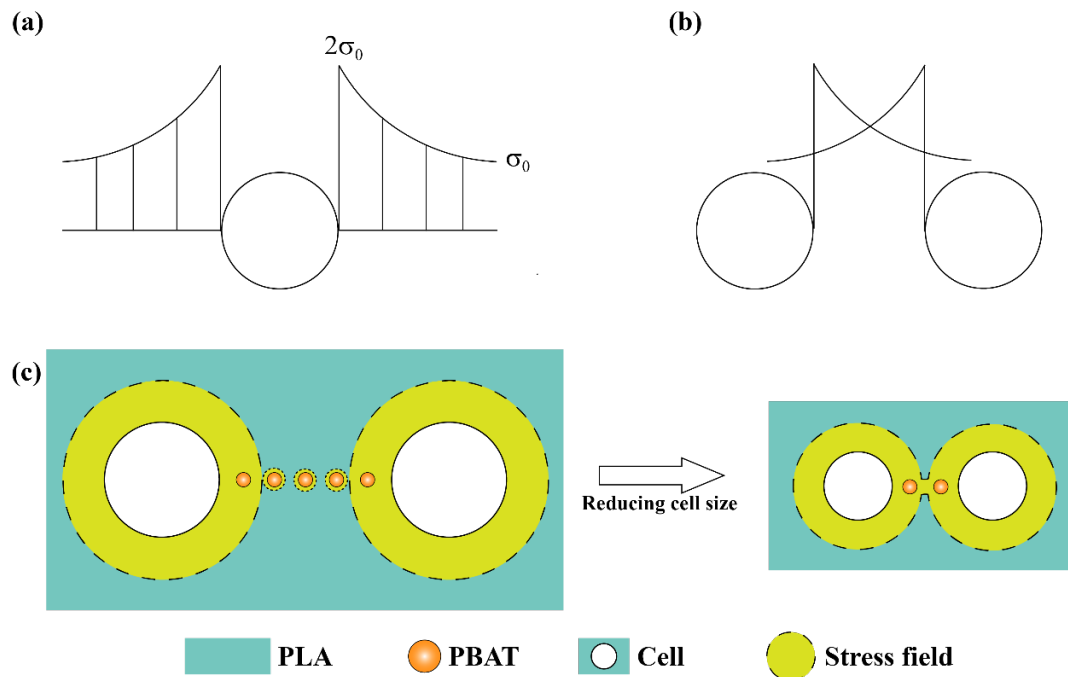 (a)
(b)
2σ₀
σ₀
(c)
Reducing cell size
PLA
PBAT
Cell
Stress field